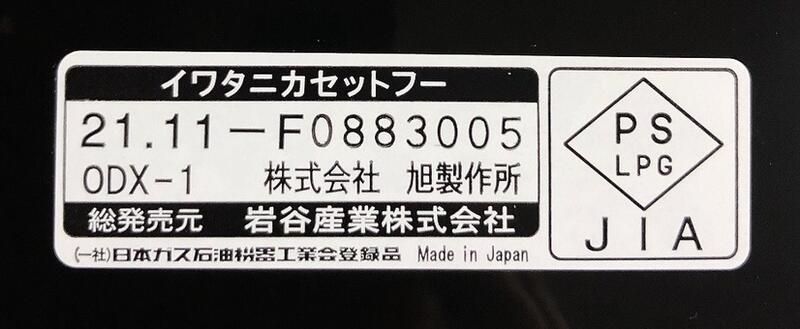 イワタニカセットフー
21.11-F0883005
ODX-1 株式会社 旭製作所
総発売元 岩谷産業株式会社
(一社)日本ガス石油機器工業会登録品 Made in Japan
PS
LPG
JIA